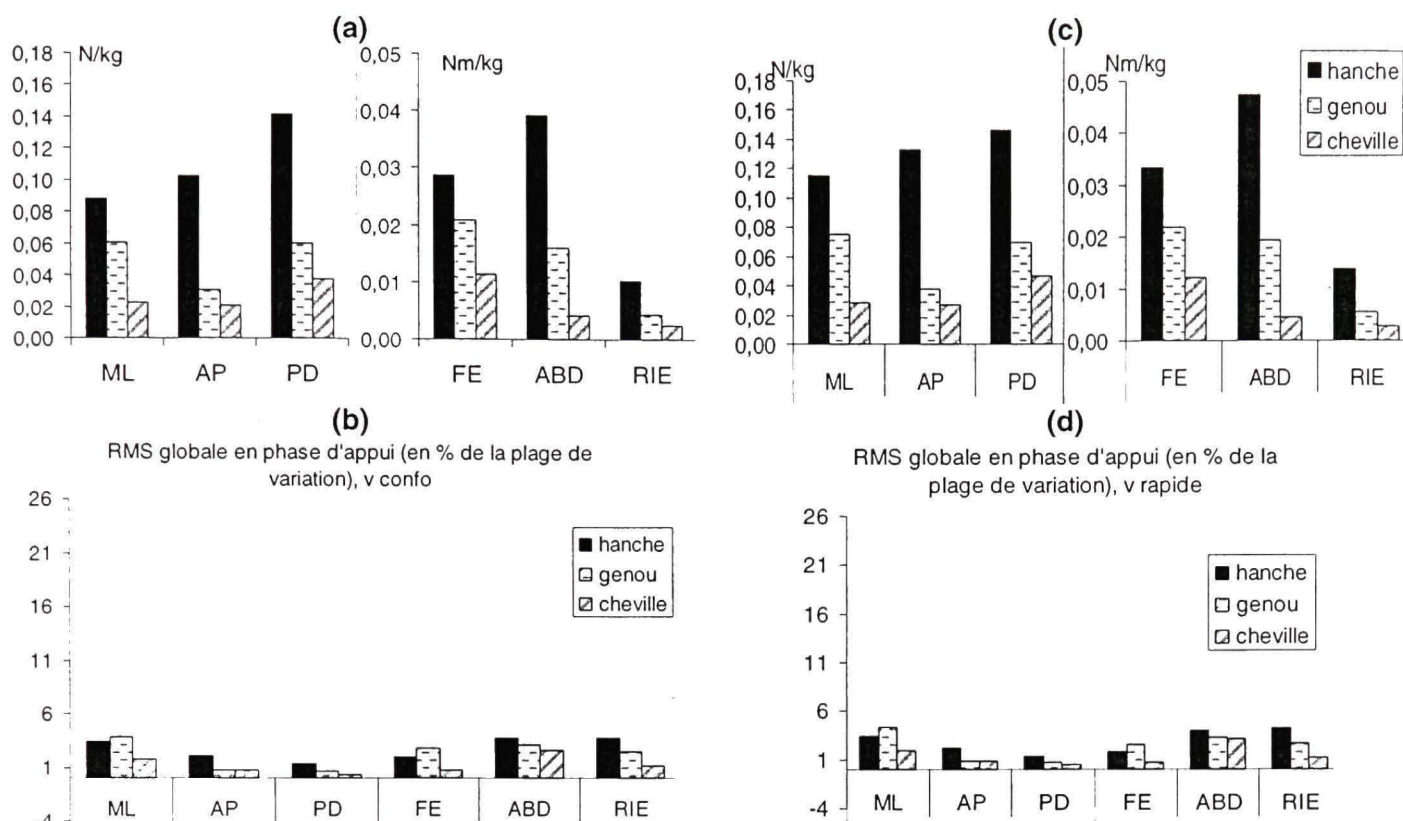 (a)
N/kg
0,18
0,16
0,14
0,12
0,10
0,08
0,06
0,04
0,02
0,00
ML AP PD
Nm/kg
0,05
0,04
0,03
0,02
0,01
0,00
FE ABD RIE
(c)
N/kg
0,18
0,16
0,14
0,12
0,10
0,08
0,06
0,04
0,02
0,00
ML AP PD
Nm/kg
0,05
0,04
0,03
0,02
0,01
0,00
FE ABD RIE
hanche
genou
cheville
(b)
RMS globale en phase d'appui (en % de la plage de
variation), v confo
26
21
16
11
6
1
-4
hanche
genou
cheville
ML AP PD FE ABD RIE
(d)
RMS globale en phase d'appui (en % de la
plage de variation), v rapide
26
21
16
11
6
1
-4
hanche
genou
cheville
ML AP PD FE ABD RIE